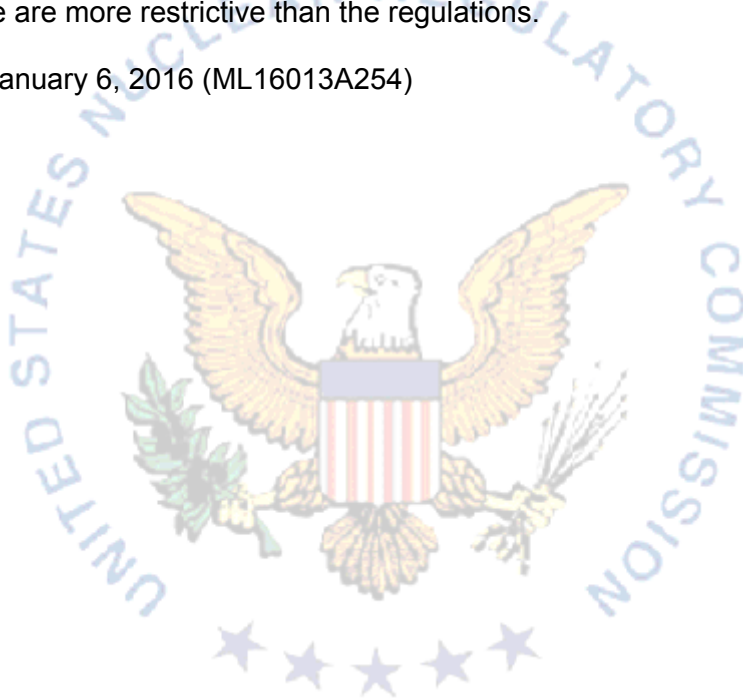 e are more restrictive than the regulations.
anuary 6, 2016 (ML16013A254)
UNITED STATES NUCLEAR REGULATORY COMMISSION